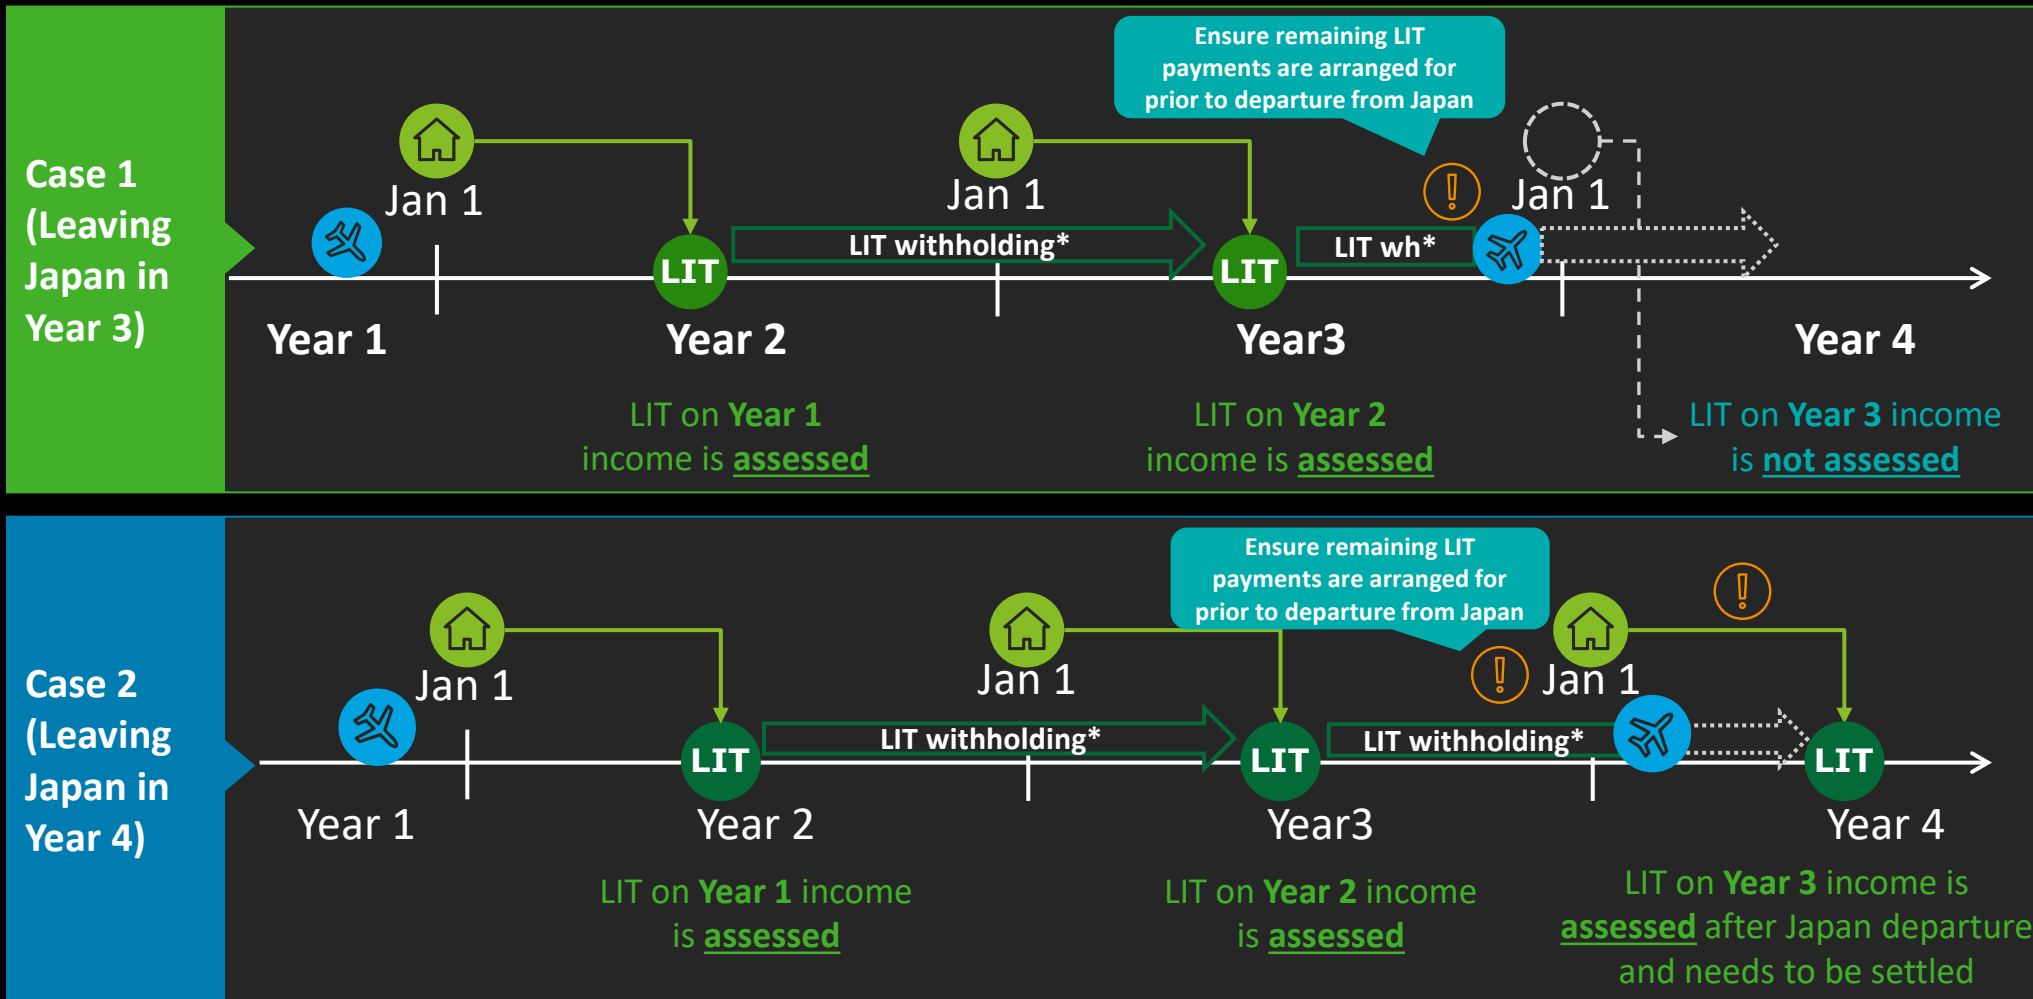 Case 1
(Leaving
Japan in
Year 3)
Ensure remaining LIT
payments are arranged for
prior to departure from Japan
Jan 1
Jan 1
Jan 1
LIT
LIT withholding*
LIT
LIT wh*
Year 1
Year 2
Year3
Year 4
LIT on Year 1
income is assessed
LIT on Year 2
income is assessed
LIT on Year 3 income
is not assessed
Case 2
(Leaving
Japan in
Year 4)
Ensure remaining LIT
payments are arranged for
prior to departure from Japan
Jan 1
Jan 1
Jan 1
LIT
LIT withholding*
LIT
LIT withholding*
LIT
Year 1
Year 2
Year3
Year 4
LIT on Year 1 income
is assessed
LIT on Year 2 income
is assessed
LIT on Year 3 income is
assessed after Japan departure
and needs to be settled